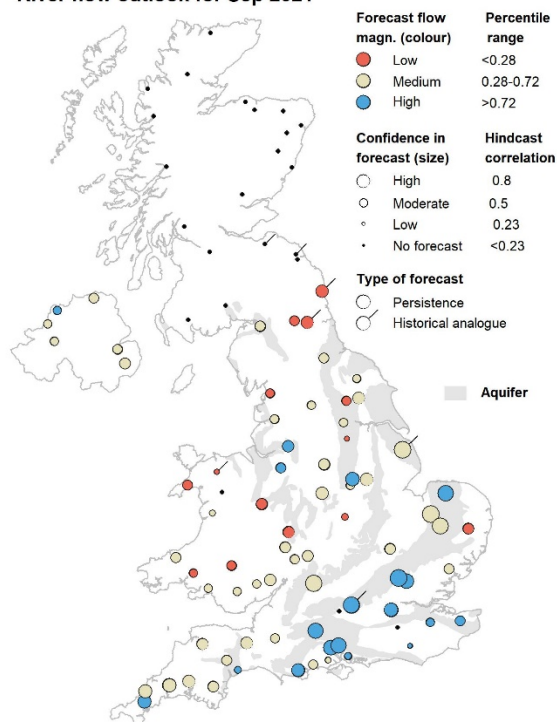 River flow outlook for Sep 2021
Forecast flow Percentile
magn. (colour) range
Low <0.28
Medium 0.28-0.72
High >0.72
Confidence in Hindcast
forecast (size) correlation
High 0.8
Moderate 0.5
Low 0.23
No forecast <0.23
Type of forecast
Persistence
Historical analogue
Aquifer